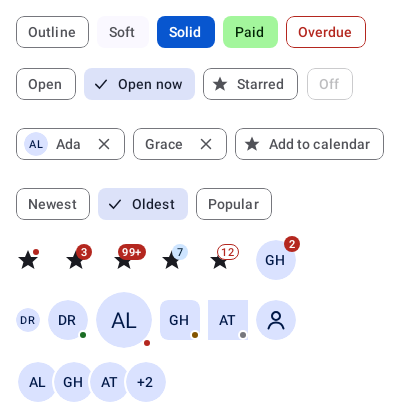 Outline Soft Solid Paid Overdue
Open Open now Starred Off
AL Ada Grace Add to calendar
Newest Oldest Popular
3 99+ 7 12 GH 2
DR DR AL GH AT
AL GH AT +2